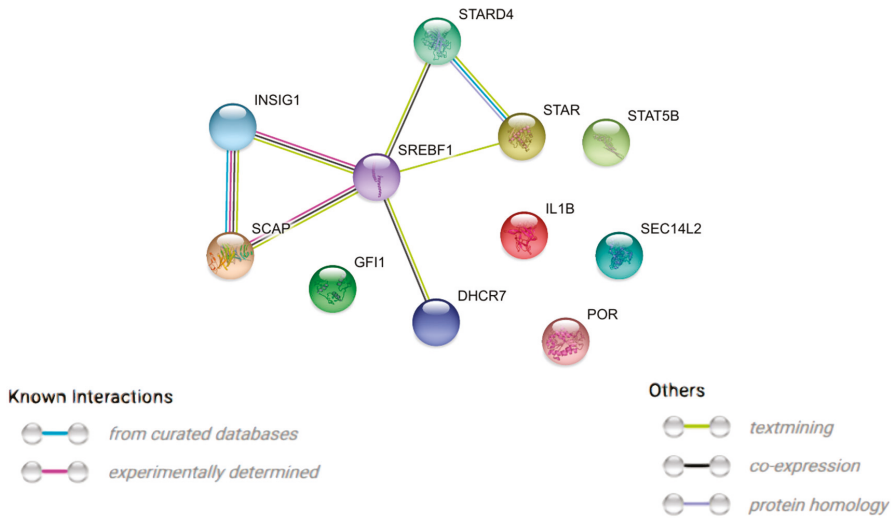 STARD4
INSIG1
STAR
STAT5B
SREBF1
SCAP
IL1B
SEC14L2
GFI1
DHCR7
POR
Known Interactions
from curated databases
experimentally determined
Others
textmining
co-expression
protein homology